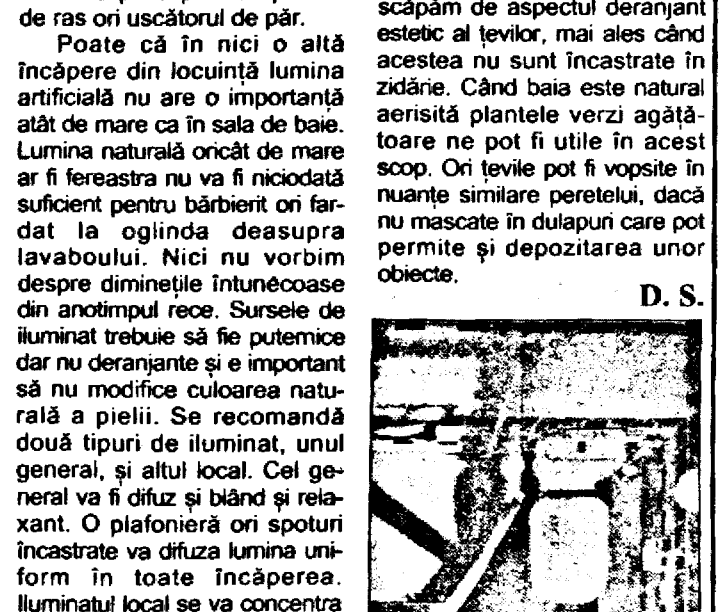 de ras ori uscătorul de păr.
Poate că în nici o altă
încăpere din locuință lumina
artificială nu are o importanță
atât de mare ca în sala de baie.
Lumina naturală oricât de mare
ar fi fereastra nu va fi niciodată
suficient pentru bărbierit ori far-
dat la oglinda deasupra
lavaboului. Nici nu vorbim
despre diminețile întunecoase
din anotimpul rece. Sursele de
iluminat trebuie să fie puternice
dar nu deranjante și e important
să nu modifice culoarea natu-
rală a pielii. Se recomandă
două tipuri de iluminat, unul
general, și altul local. Cel ge-
neral va fi difuz și blând și rela-
xant. O plafonieră ori spoturi
încastrate va difuza lumina uni-
form în toate încăperea.
Iluminatul local se va concentra
scăpăm de aspectul deranjant
estetic al țevilor, mai ales când
acestea nu sunt încastrate în
zidărie. Când baia este natural
aerisită plantele verzi agăță-
toare ne pot fi utile în acest
scop. Ori țevile pot fi vopsite în
nuanțe similare peretelui, dacă
nu mascate în dulapuri care pot
permite și depozitarea unor
obiecte.
D. S.